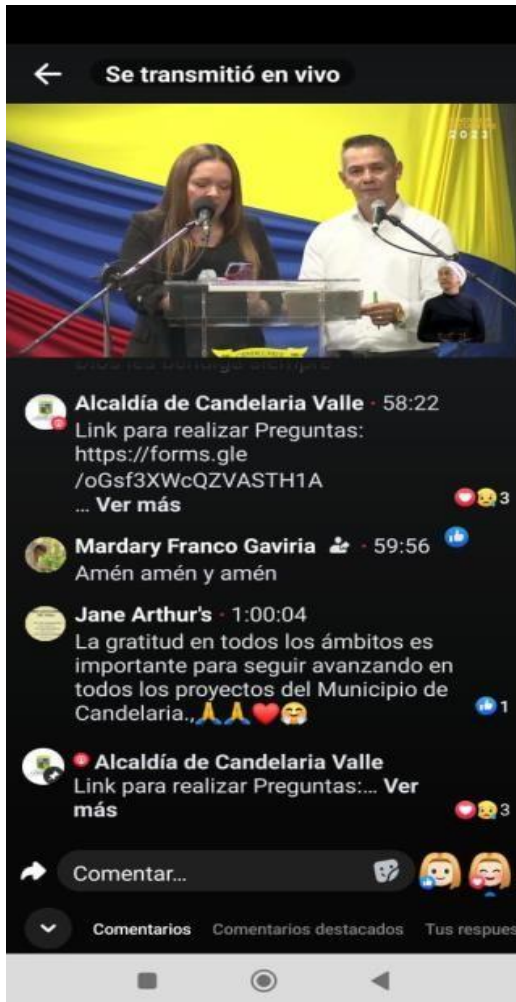 Se transmitió en vivo
2023
Alcaldía de Candelaria Valle · 58:22
Link para realizar Preguntas:
https://forms.gle
/oGsf3XWcQZVASTH1A
... Ver más
3
Mardary Franco Gaviria · 59:56
Amén amén y amén
Jane Arthur's · 1:00:04
La gratitud en todos los ámbitos es
importante para seguir avanzando en
todos los proyectos del Municipio de
Candelaria.,🙏🙏❤️🤗
1
Alcaldía de Candelaria Valle
Link para realizar Preguntas:... Ver
más
3
Comentar...
Comentarios Comentarios destacados Tus respues